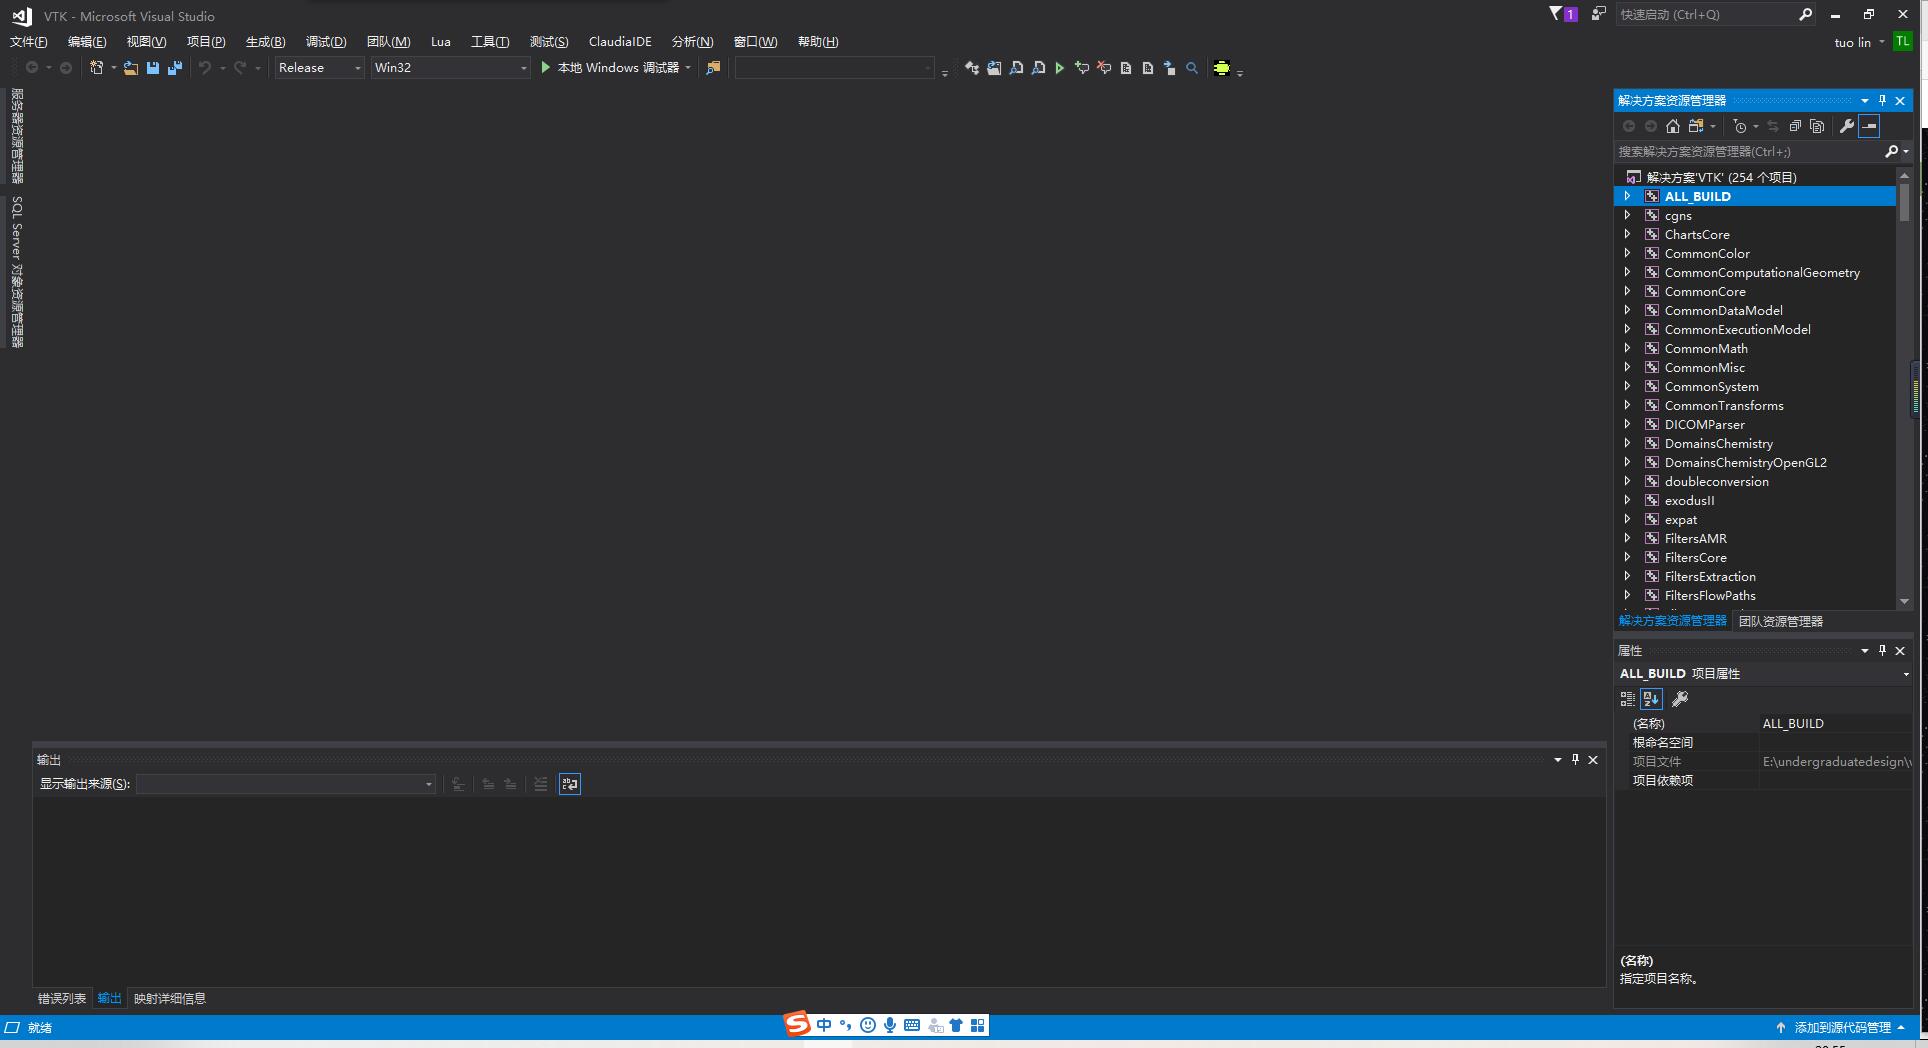 VTK - Microsoft Visual Studio
1
快速启动 (Ctrl+Q)
文件(F) 编辑(E) 视图(V) 项目(P) 生成(B) 调试(D) 团队(M) Lua 工具(T) 测试(S) ClaudiaIDE 分析(N) 窗口(W) 帮助(H)
tuo lin TL
Release Win32 本地 Windows 调试器
服务器资源管理器
SQL Server 对象资源管理器
解决方案资源管理器
搜索解决方案资源管理器(Ctrl+;)
解决方案'VTK' (254 个项目)
ALL_BUILD
cgns
ChartsCore
CommonColor
CommonComputationalGeometry
CommonCore
CommonDataModel
CommonExecutionModel
CommonMath
CommonMisc
CommonSystem
CommonTransforms
DICOMParser
DomainsChemistry
DomainsChemistryOpenGL2
doubleconversion
exodusII
expat
FiltersAMR
FiltersCore
FiltersExtraction
FiltersFlowPaths
解决方案资源管理器 团队资源管理器
属性
ALL_BUILD 项目属性
(名称) ALL_BUILD
根命名空间
项目文件 E:\undergraduatedesign\
项目依赖项
(名称)
指定项目名称。
输出
显示输出来源(S):
错误列表 输出 映射详细信息
就绪
S 中
添加到源代码管理